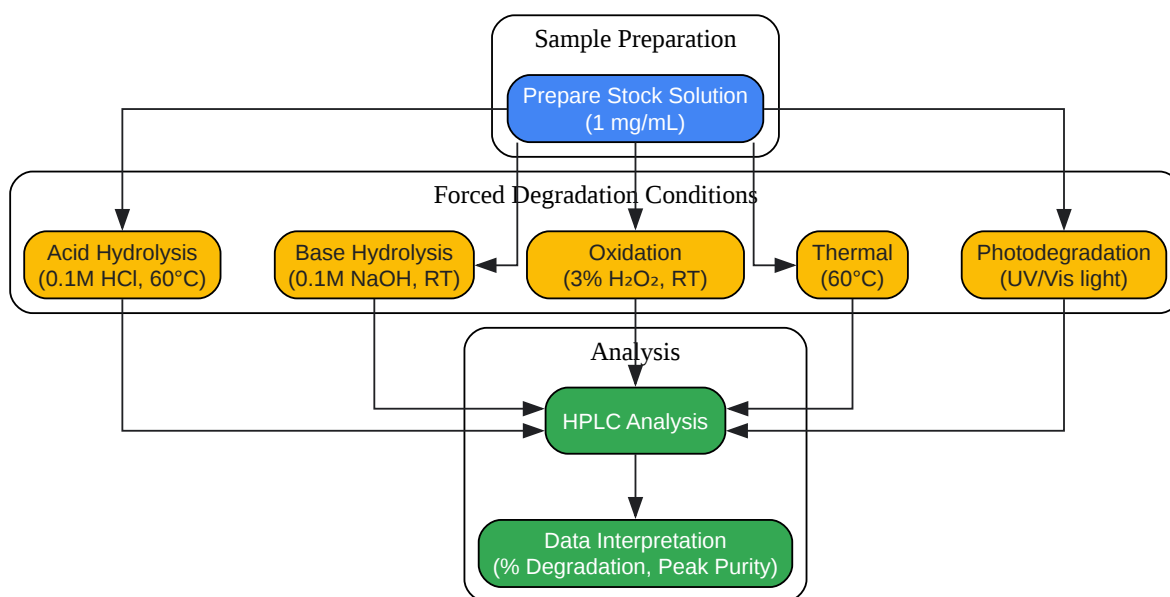 Sample Preparation
Prepare Stock Solution
(1 mg/mL)
Forced Degradation Conditions
Acid Hydrolysis
(0.1M HCl, 60°C)
Base Hydrolysis
(0.1M NaOH, RT)
Oxidation
(3% H₂O₂, RT)
Thermal
(60°C)
Photodegradation
(UV/Vis light)
Analysis
HPLC Analysis
Data Interpretation
(% Degradation, Peak Purity)